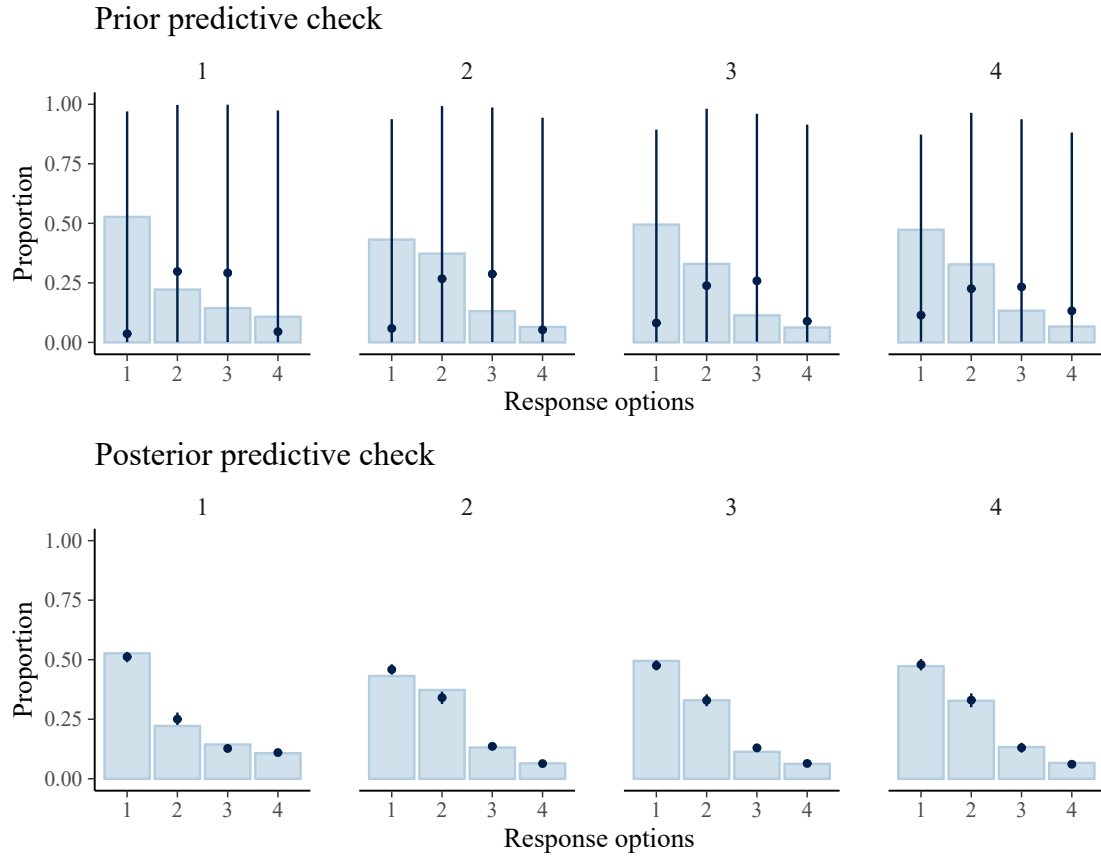 Prior predictive check
1 2 3 4
1.00
0.75
0.50
0.25
0.00
Proportion
1 2 3 4 1 2 3 4 1 2 3 4 1 2 3 4
Response options
Posterior predictive check
1 2 3 4
1.00
0.75
0.50
0.25
0.00
Proportion
1 2 3 4 1 2 3 4 1 2 3 4 1 2 3 4
Response options